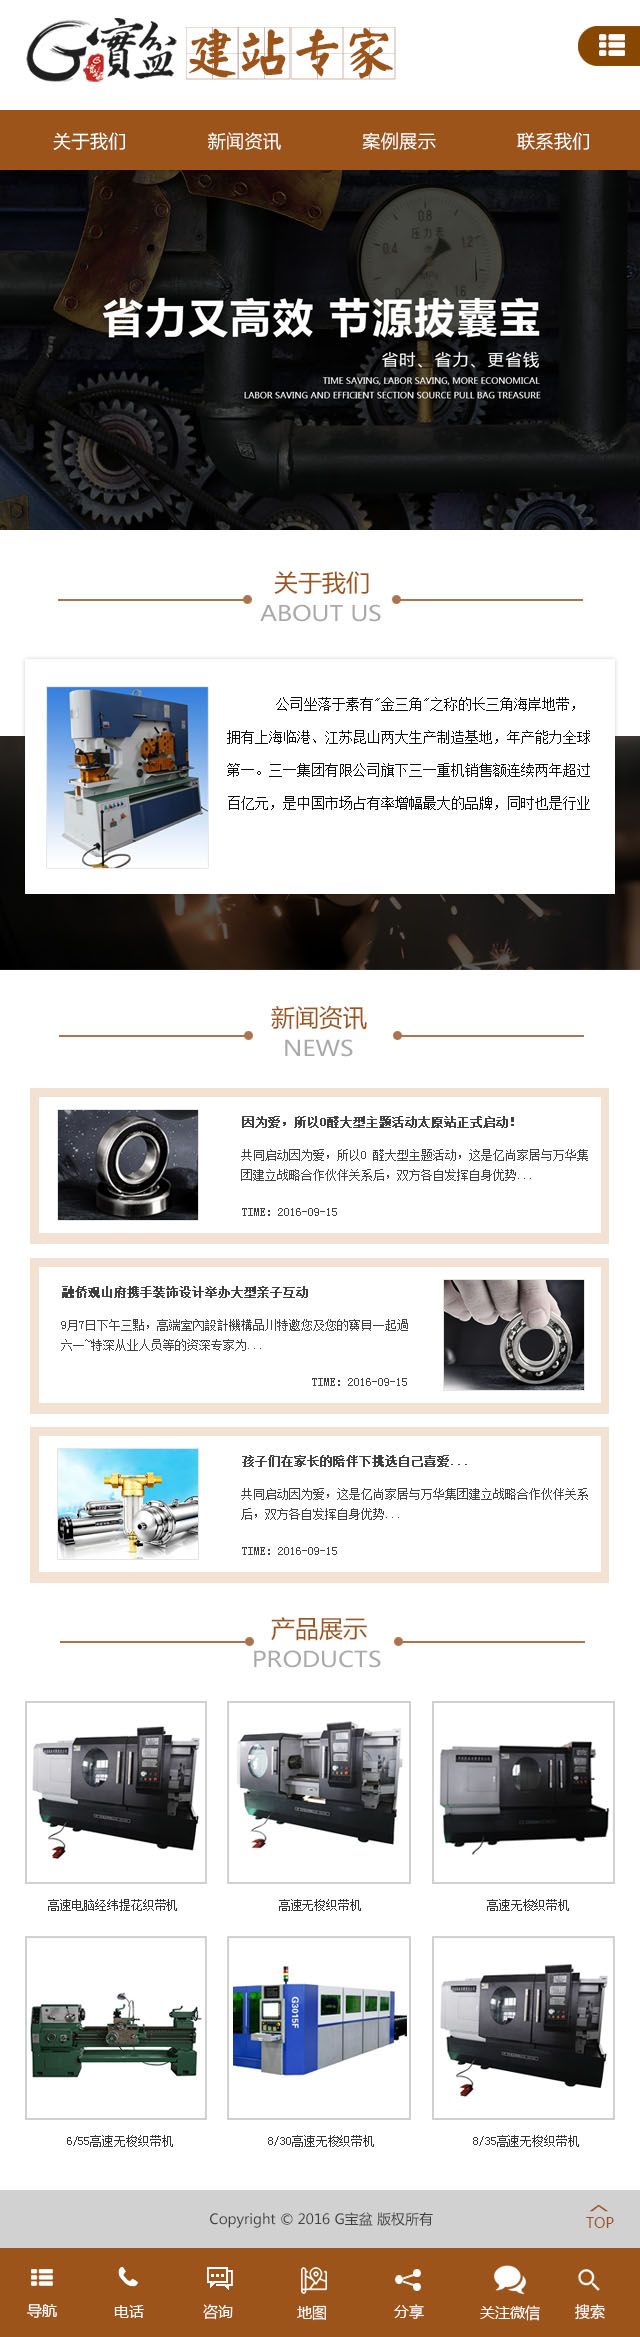 G寶盆 建站专家
关于我们 新闻资讯 案例展示 联系我们
0.4 0.8 1.2 1.6
压力表
省力又高效 节源拔囊宝
省时、省力、更省钱
TIME SAVING, LABOR SAVING, MORE ECONOMICAL
LABOR SAVING AND EFFICIENT SECTION SOURCE PULL BAG TREASURE
关于我们
ABOUT US
公司坐落于素有"金三角"之称的长三角海岸地带，
拥有上海临港、江苏昆山两大生产制造基地，年产能力全球
第一。三一集团有限公司旗下三一重机销售额连续两年超过
百亿元，是中国市场占有率增幅最大的品牌，同时也是行业
新闻资讯
NEWS
因为爱，所以O醛大型主题活动太原站正式启动！
共同启动因为爱，所以O 醛大型主题活动，这是亿尚家居与万华集
团建立战略合作伙伴关系后，双方各自发挥自身优势...
TIME: 2016-09-15
融侨观山府携手装饰设计举办大型亲子互动
9月7日下午三點，高端室內設計機構品川特邀您及您的寶貝一起過
六一~特深从业人员等的资深专家为...
TIME: 2016-09-15
孩子们在家长的陪伴下挑选自己喜爱...
共同启动因为爱，这是亿尚家居与万华集团建立战略合作伙伴关系
后，双方各自发挥自身优势...
TIME: 2016-09-15
产品展示
PRODUCTS
高速电脑经纬提花织带机 高速无梭织带机 高速无梭织带机
G3015F
6/55高速无梭织带机 8/30高速无梭织带机 8/35高速无梭织带机
Copyright © 2016 G宝盆 版权所有
TOP
导航 电话 咨询 地图 分享 关注微信 搜索